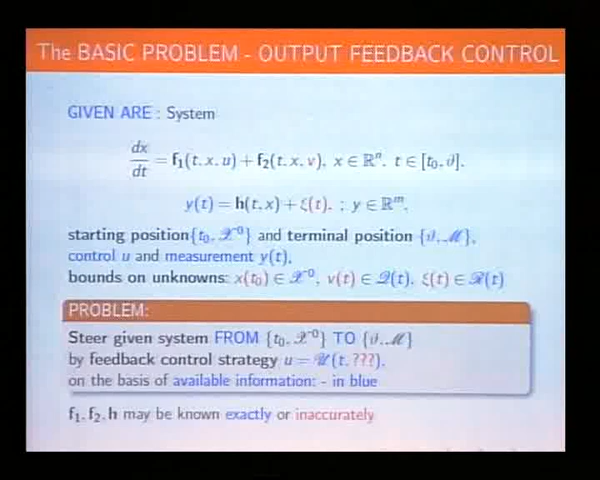 The BASIC PROBLEM - OUTPUT FEEDBACK CONTROL
GIVEN ARE : System
dx/dt = f₁(t, x, u) + f₂(t, x, v), x ∈ ℝⁿ, t ∈ [t₀, ϑ],
y(t) = h(t, x) + ξ(t), ; y ∈ ℝᵐ,
starting position{t₀, 𝒳⁰} and terminal position {ϑ, ℳ},
control u and measurement y(t),
bounds on unknowns: x(t₀) ∈ 𝒳⁰, v(t) ∈ 𝒬(t), ξ(t) ∈ ℛ(t)
PROBLEM:
Steer given system FROM {t₀, 𝒳⁰} TO {ϑ, ℳ}
by feedback control strategy u = 𝒰(t, ???),
on the basis of available information: - in blue
f₁, f₂, h may be known exactly or inaccurately